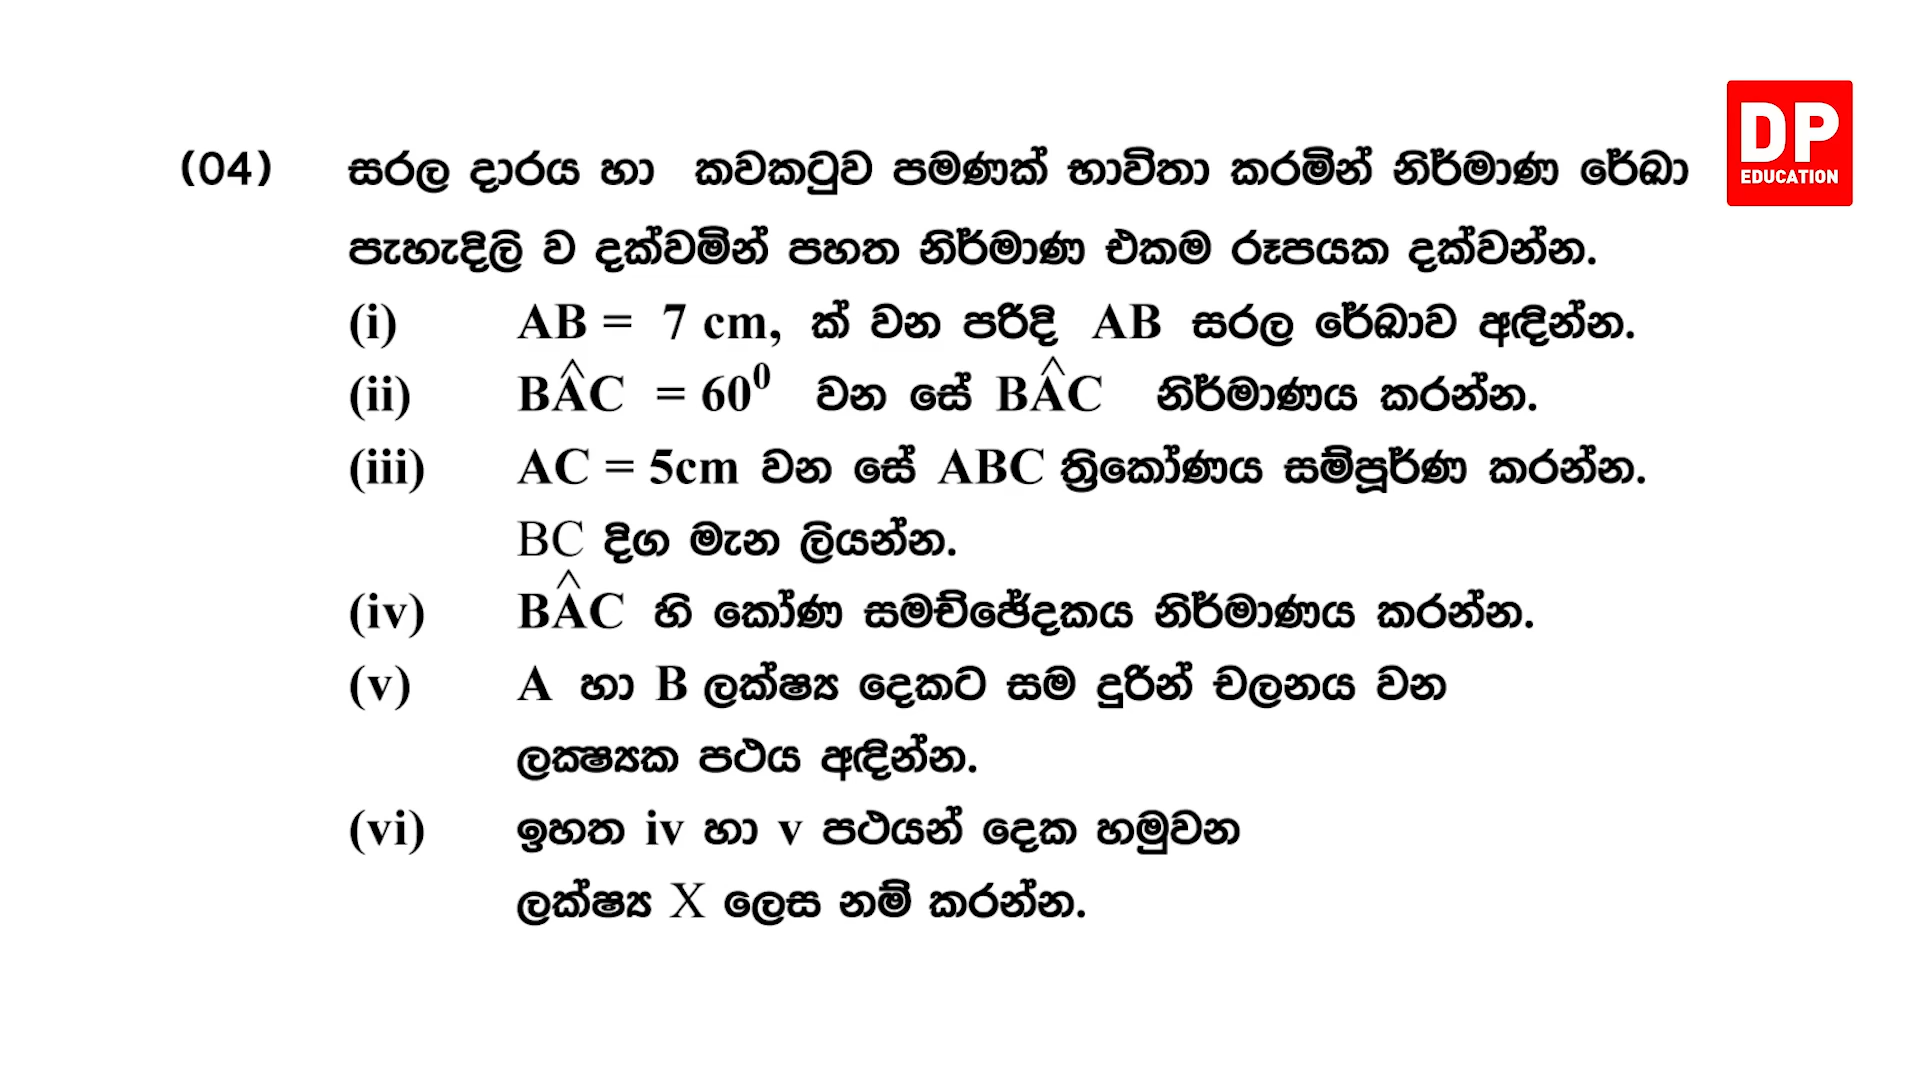 DP
EDUCATION
(04) සරල දාරය හා කවකටුව පමණක් භාවිතා කරමින් නිර්මාණ රේඛා
පැහැදිලි ව දක්වමින් පහත නිර්මාණ එකම රූපයක දක්වන්න.
(i) AB = 7 cm, ක් වන පරිදි AB සරල රේඛාව අඳින්න.
(ii) BÂC = 60⁰ වන සේ BÂC නිර්මාණය කරන්න.
(iii) AC = 5cm වන සේ ABC ත්‍රිකෝණය සම්පූර්ණ කරන්න.
BC දිග මැන ලියන්න.
(iv) BÂC හි කෝණ සමච්ඡේදකය නිර්මාණය කරන්න.
(v) A හා B ලක්ෂ්‍ය දෙකට සම දුරින් චලනය වන
ලක්‍ෂ්‍යක පථය අඳින්න.
(vi) ඉහත iv හා v පථයන් දෙක හමුවන
ලක්ෂ්‍ය X ලෙස නම් කරන්න.